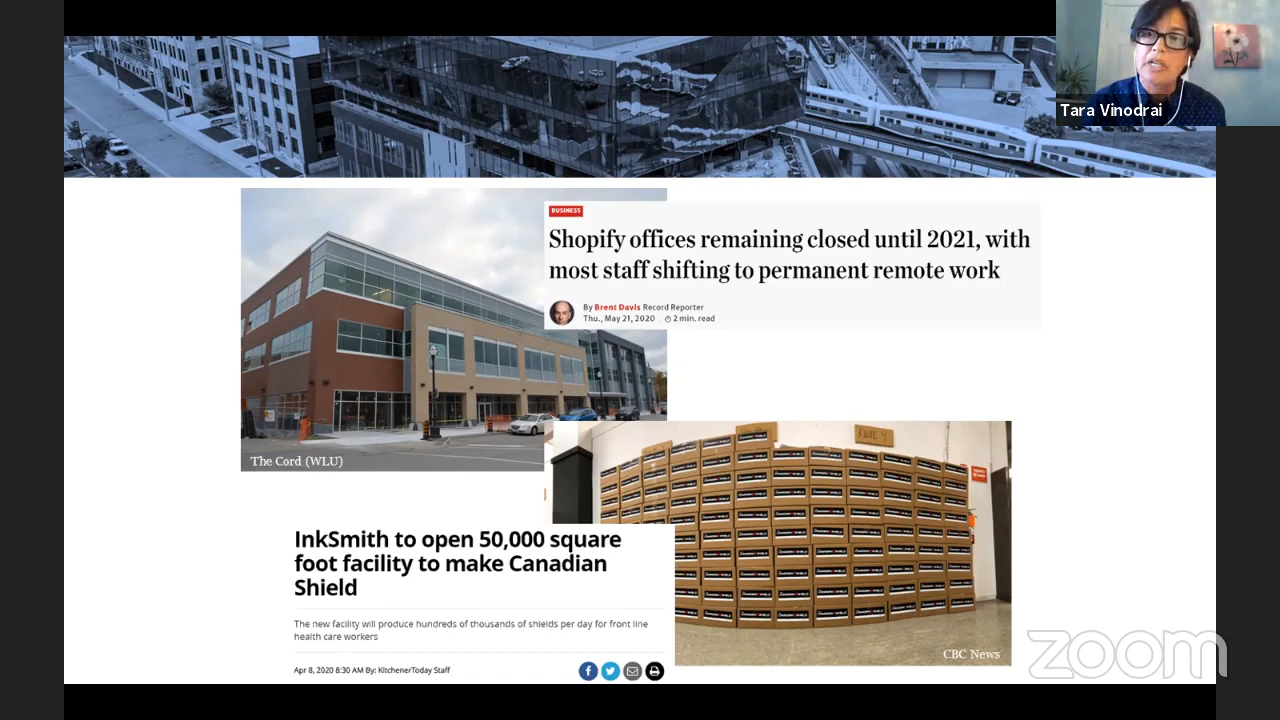 Tara Vinodrai
BUSINESS
Shopify offices remaining closed until 2021, with
most staff shifting to permanent remote work
By Brent Davis Record Reporter
Thu., May 21, 2020 2 min. read
The Cord (WLU)
InkSmith to open 50,000 square
foot facility to make Canadian
Shield
The new facility will produce hundreds of thousands of shields per day for front line
health care workers
Apr 8, 2020 8:30 AM By: KitchenerToday Staff
CBC News
zoom